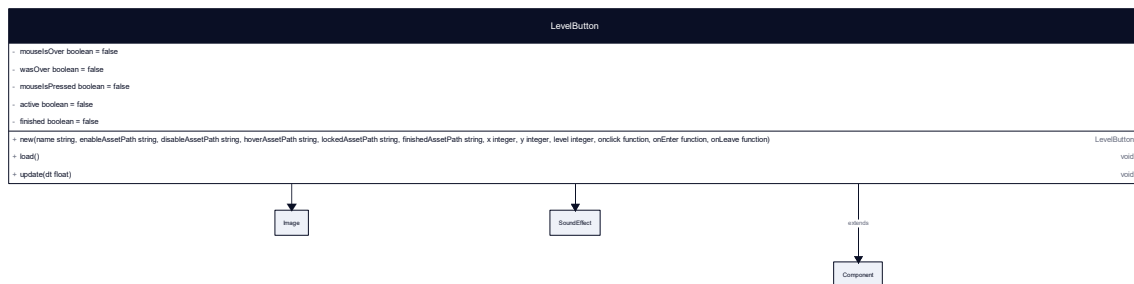 LevelButton
- mouseIsOver boolean = false
- wasOver boolean = false
- mouseIsPressed boolean = false
- active boolean = false
- finished boolean = false
+ new(name string, enableAssetPath string, disableAssetPath string, hoverAssetPath string, lockedAssetPath string, finishedAssetPath string, x integer, y integer, level integer, onclick function, onEnter function, onLeave function) LevelButton
+ load() void
+ update(dt float) void
Image SoundEffect extends
Component